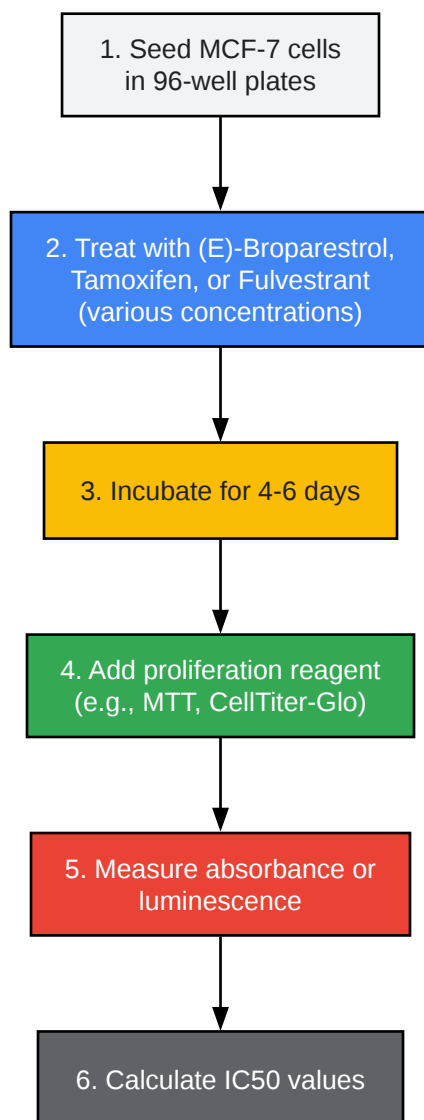 1. Seed MCF-7 cells
in 96-well plates
2. Treat with (E)-Broparestrol,
Tamoxifen, or Fulvestrant
(various concentrations)
3. Incubate for 4-6 days
4. Add proliferation reagent
(e.g., MTT, CellTiter-Glo)
5. Measure absorbance or
luminescence
6. Calculate IC50 values